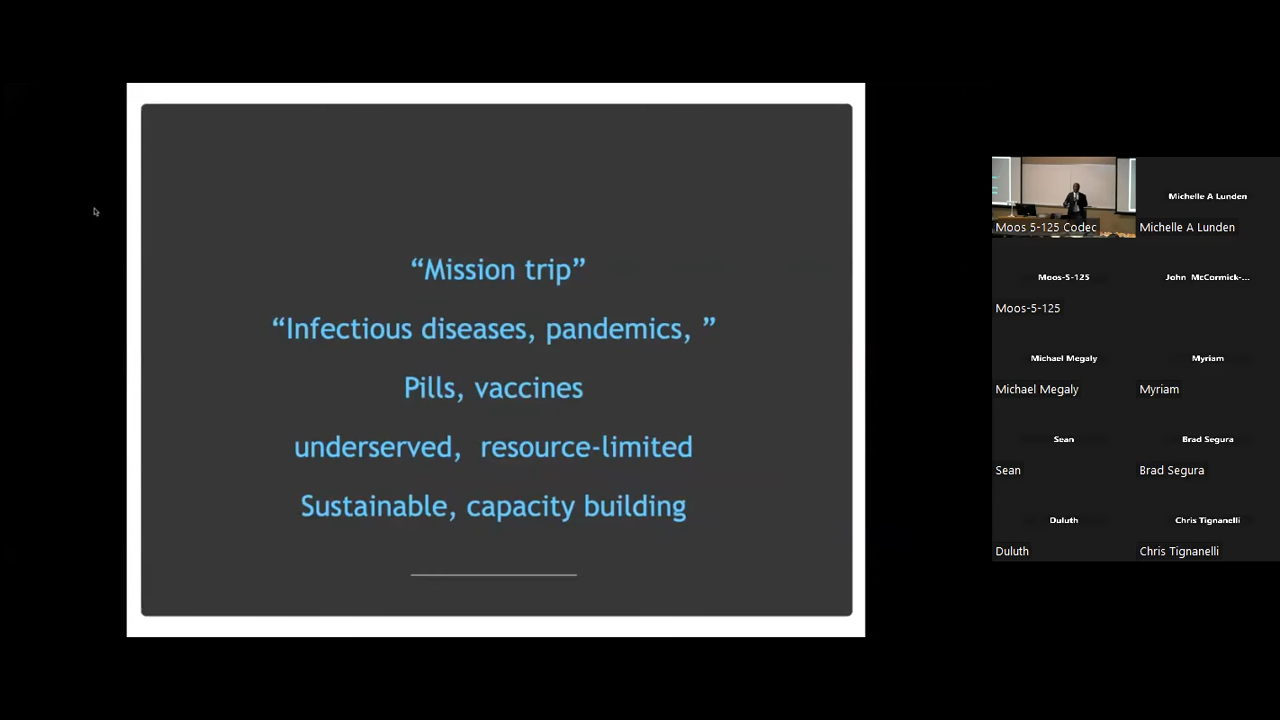 “Mission trip”
“Infectious diseases, pandemics, ”
Pills, vaccines
underserved, resource-limited
Sustainable, capacity building
Moos 5-125 Codec
Michelle A Lunden
Michelle A Lunden
Moos-5-125
Moos-5-125
John McCormick-...
Michael Megaly
Michael Megaly
Myriam
Myriam
Sean
Sean
Brad Segura
Brad Segura
Duluth
Duluth
Chris Tignanelli
Chris Tignanelli